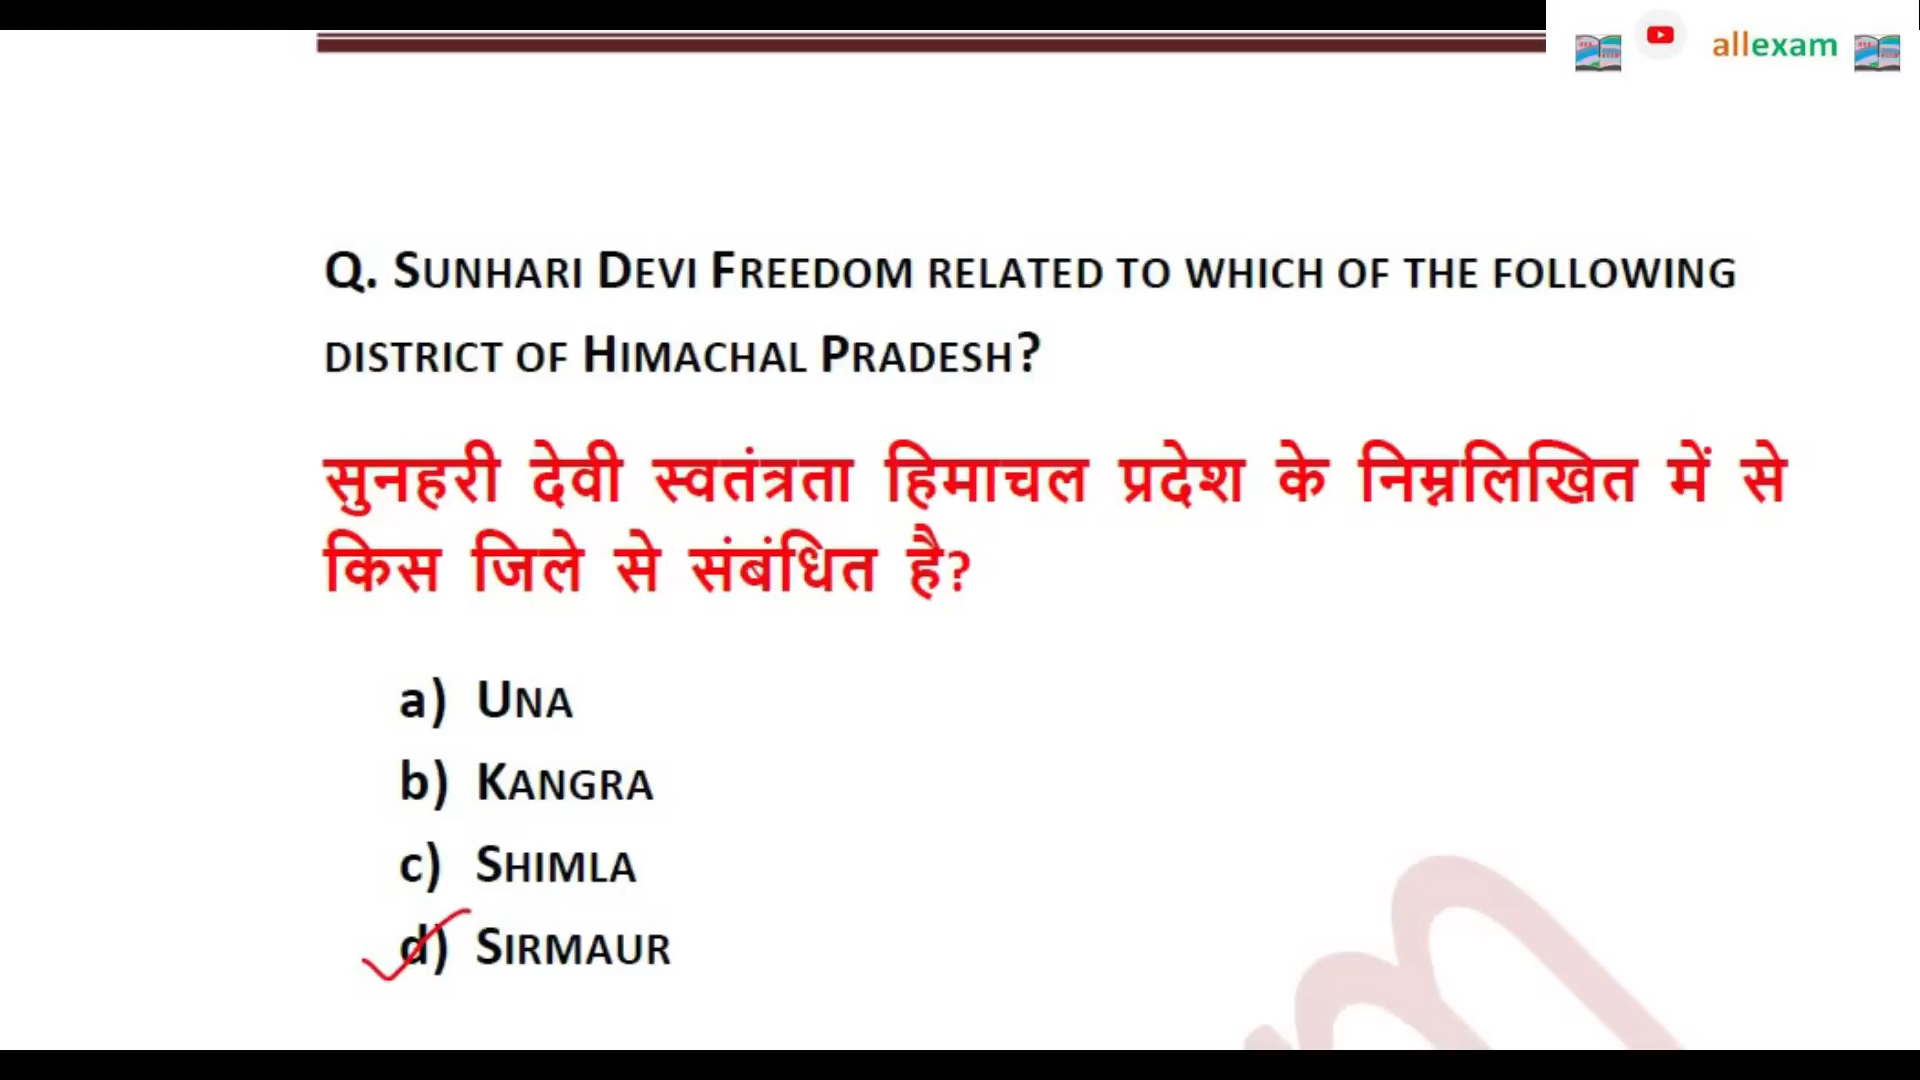 allexam
Q. SUNHARI DEVI FREEDOM RELATED TO WHICH OF THE FOLLOWING
DISTRICT OF HIMACHAL PRADESH?
सुनहरी देवी स्वतंत्रता हिमाचल प्रदेश के निम्नलिखित में से
किस जिले से संबंधित है?
a) UNA
b) KANGRA
c) SHIMLA
d) SIRMAUR